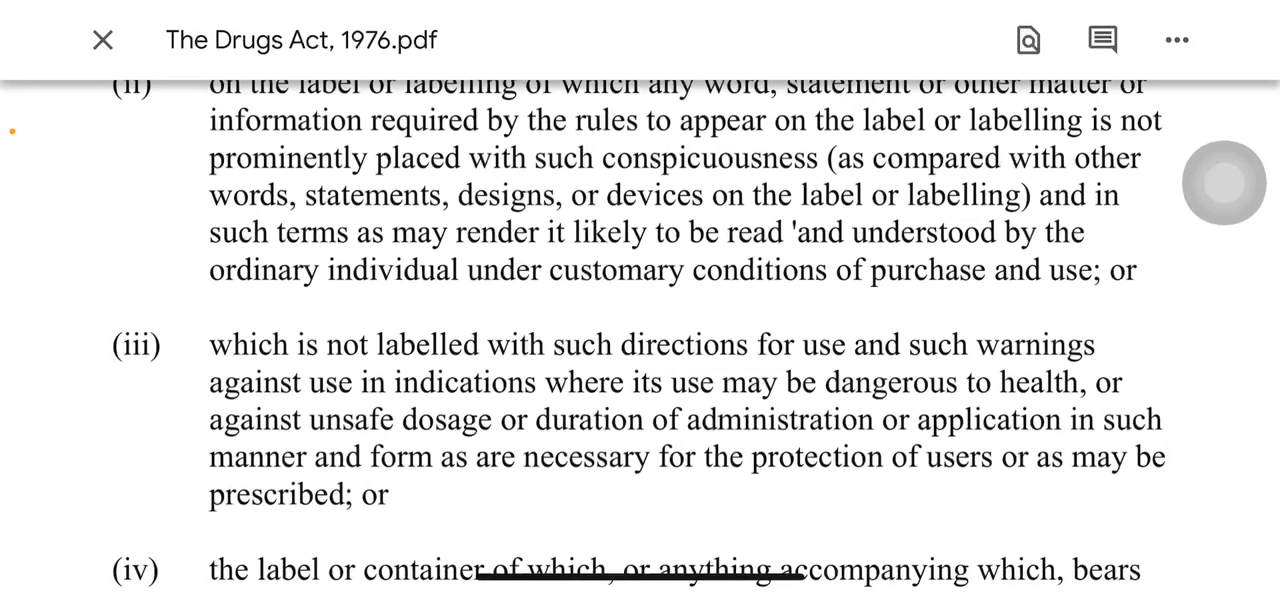 The Drugs Act, 1976.pdf
(ii) on the label or labelling of which any word, statement or other matter or
information required by the rules to appear on the label or labelling is not
prominently placed with such conspicuousness (as compared with other
words, statements, designs, or devices on the label or labelling) and in
such terms as may render it likely to be read 'and understood by the
ordinary individual under customary conditions of purchase and use; or
(iii) which is not labelled with such directions for use and such warnings
against use in indications where its use may be dangerous to health, or
against unsafe dosage or duration of administration or application in such
manner and form as are necessary for the protection of users or as may be
prescribed; or
(iv) the label or container of which, or anything accompanying which, bears